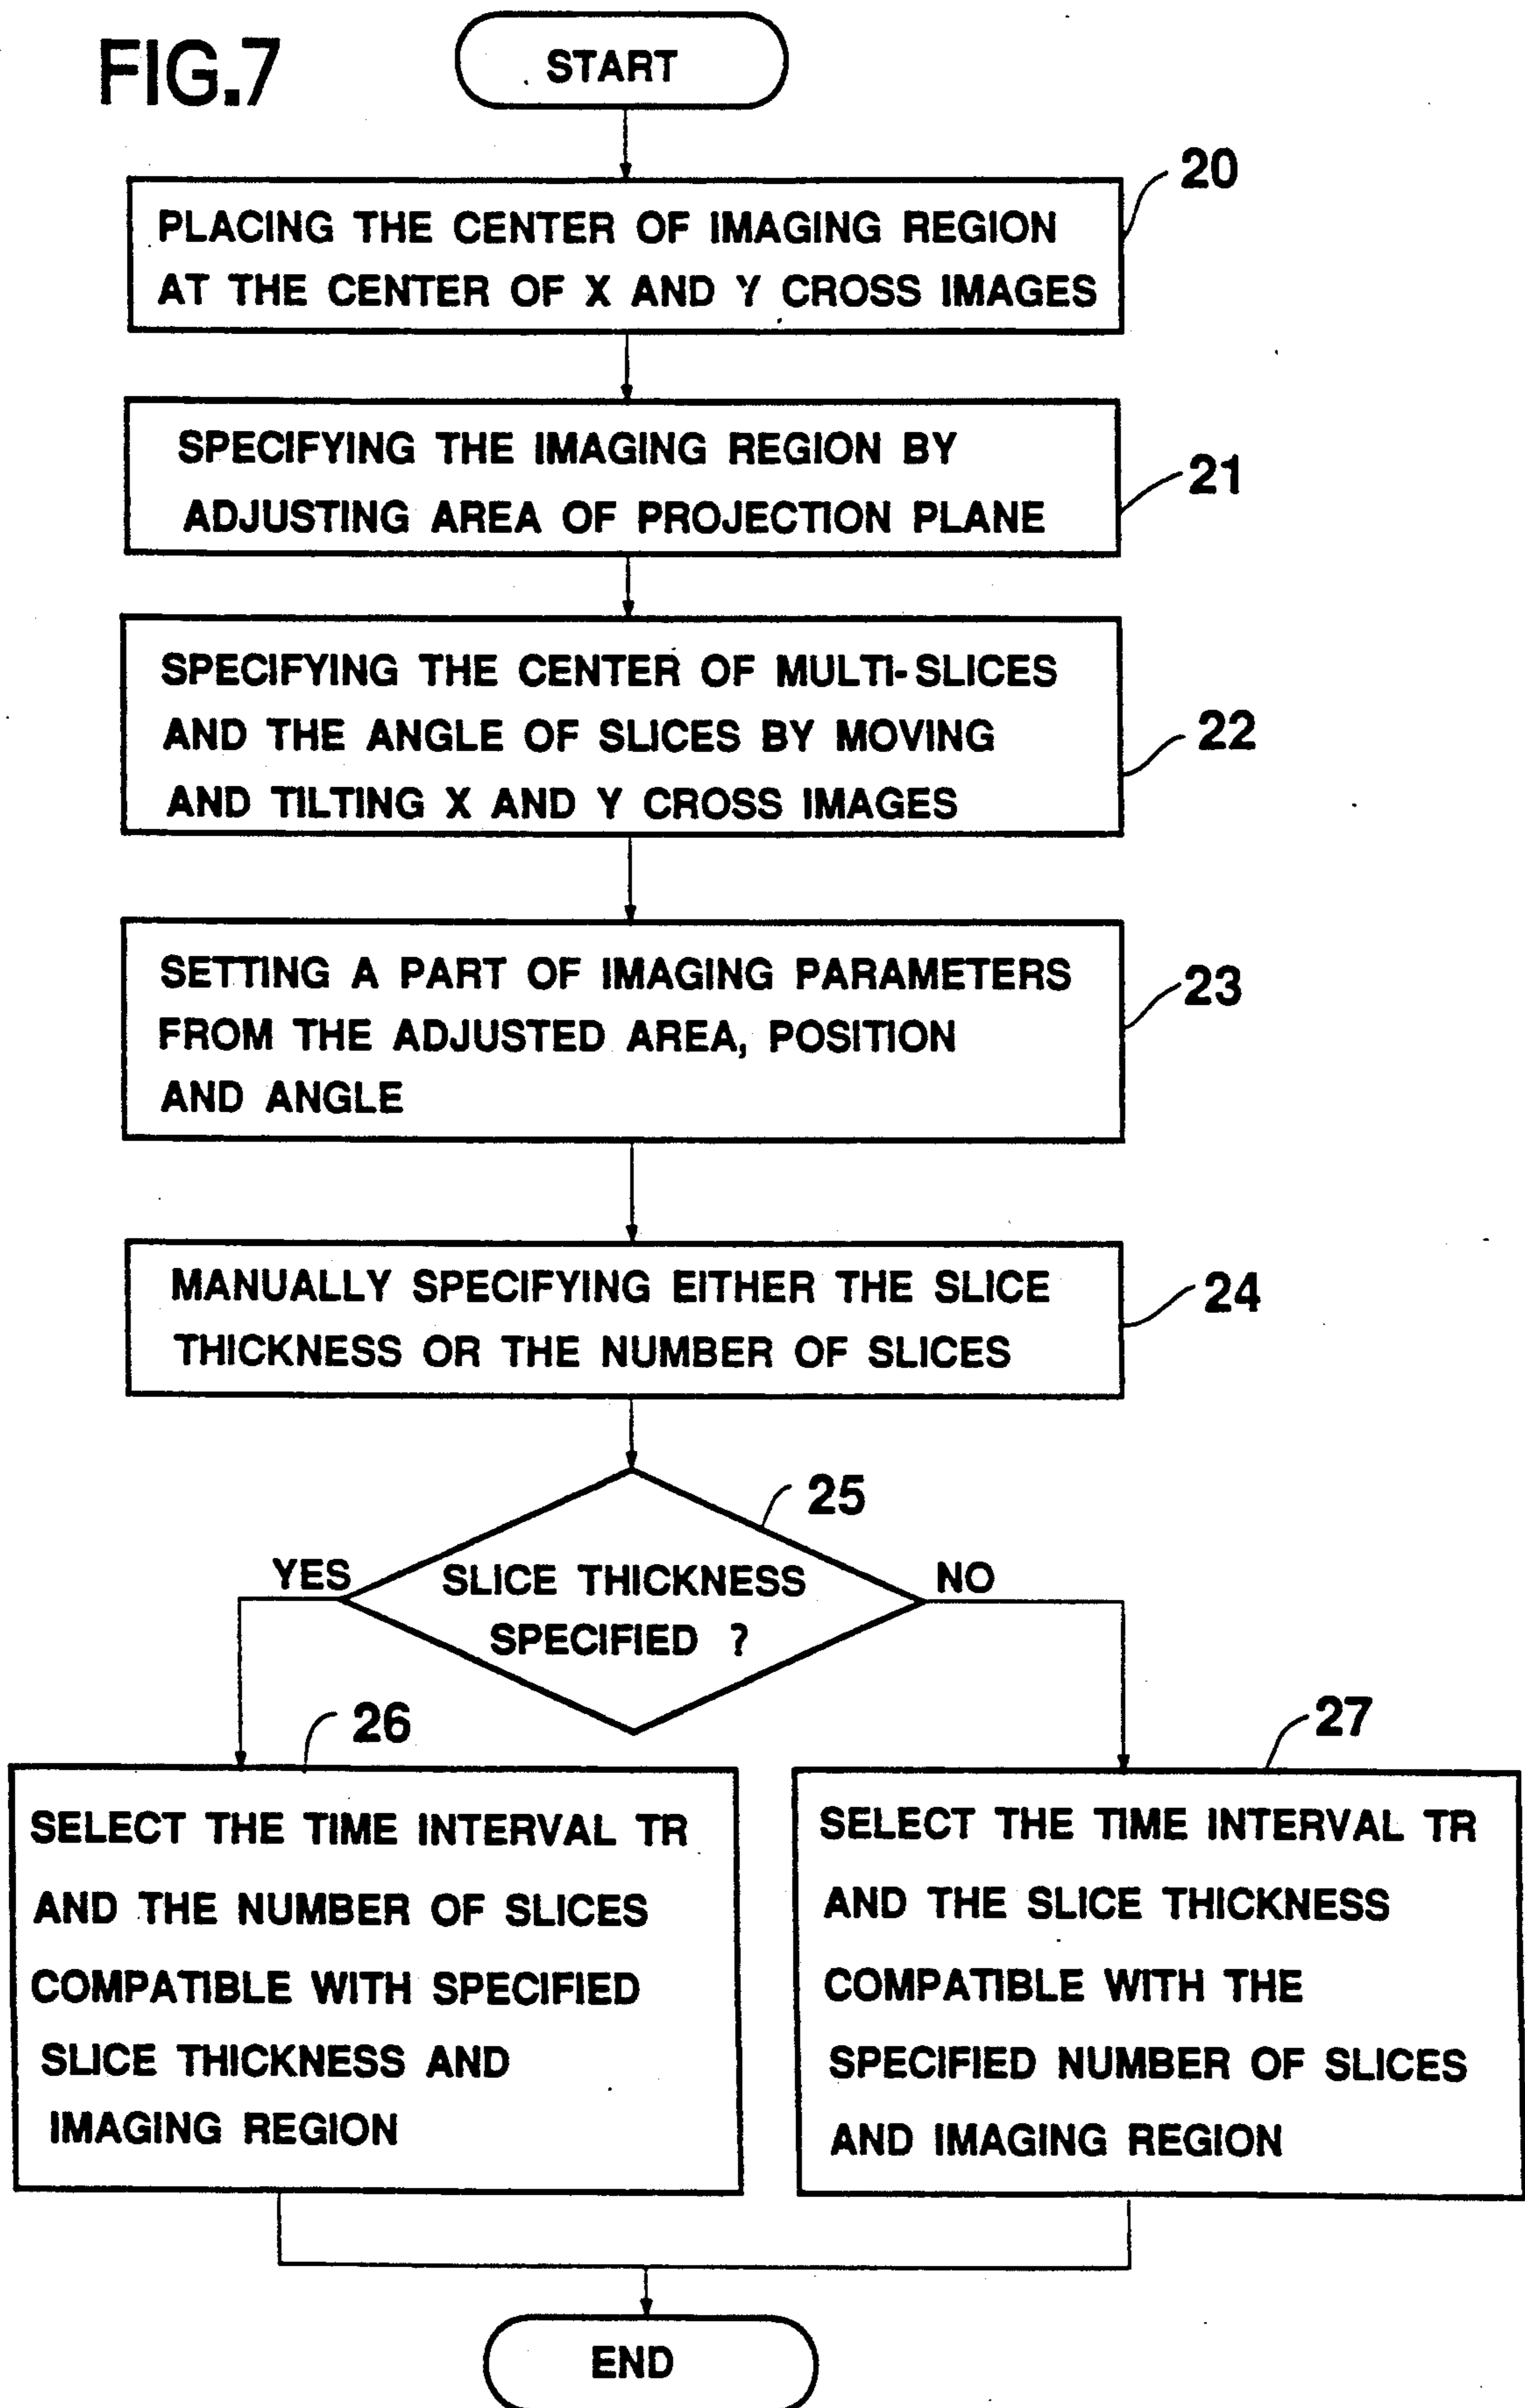 FIG.7
START
20
PLACING THE CENTER OF IMAGING REGION
AT THE CENTER OF X AND Y CROSS IMAGES
SPECIFYING THE IMAGING REGION BY
ADJUSTING AREA OF PROJECTION PLANE
21
SPECIFYING THE CENTER OF MULTI-SLICES
AND THE ANGLE OF SLICES BY MOVING
AND TILTING X AND Y CROSS IMAGES
22
SETTING A PART OF IMAGING PARAMETERS
FROM THE ADJUSTED AREA, POSITION
AND ANGLE
23
MANUALLY SPECIFYING EITHER THE SLICE
THICKNESS OR THE NUMBER OF SLICES
24
25
YES
SLICE THICKNESS
SPECIFIED ?
NO
26
SELECT THE TIME INTERVAL TR
AND THE NUMBER OF SLICES
COMPATIBLE WITH SPECIFIED
SLICE THICKNESS AND
IMAGING REGION
27
SELECT THE TIME INTERVAL TR
AND THE SLICE THICKNESS
COMPATIBLE WITH THE
SPECIFIED NUMBER OF SLICES
AND IMAGING REGION
END